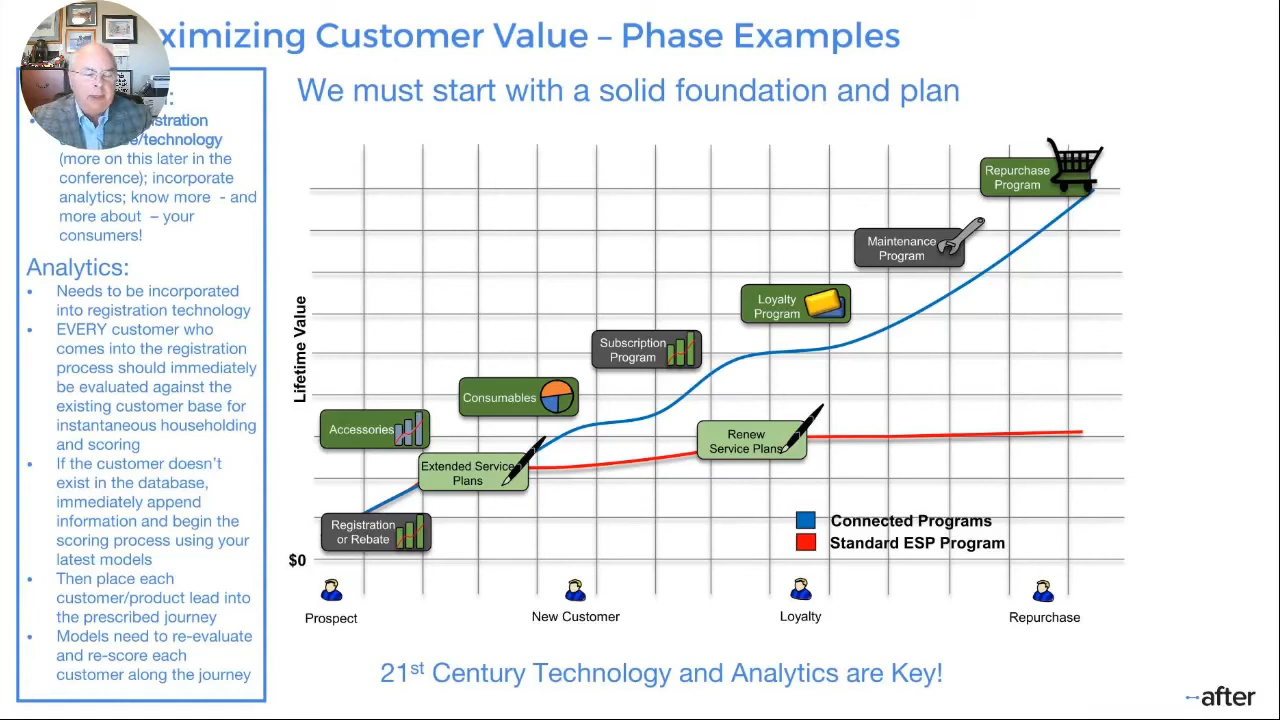 ximizing Customer Value – Phase Examples
We must start with a solid foundation and plan
:
stration
/technology
(more on this later in the
conference); incorporate
analytics; know more - and
more about – your
consumers!
Analytics:
• Needs to be incorporated
into registration technology
• EVERY customer who
comes into the registration
process should immediately
be evaluated against the
existing customer base for
instantaneous householding
and scoring
• If the customer doesn’t
exist in the database,
immediately append
information and begin the
scoring process using your
latest models
• Then place each
customer/product lead into
the prescribed journey
• Models need to re-evaluate
and re-score each
customer along the journey
Lifetime Value
$0
Repurchase
Program
Maintenance
Program
Loyalty
Program
Subscription
Program
Consumables
Accessories
Renew
Service Plans
Extended Service
Plans
Registration
or Rebate
Connected Programs
Standard ESP Program
Prospect
New Customer
Loyalty
Repurchase
21st Century Technology and Analytics are Key!
after